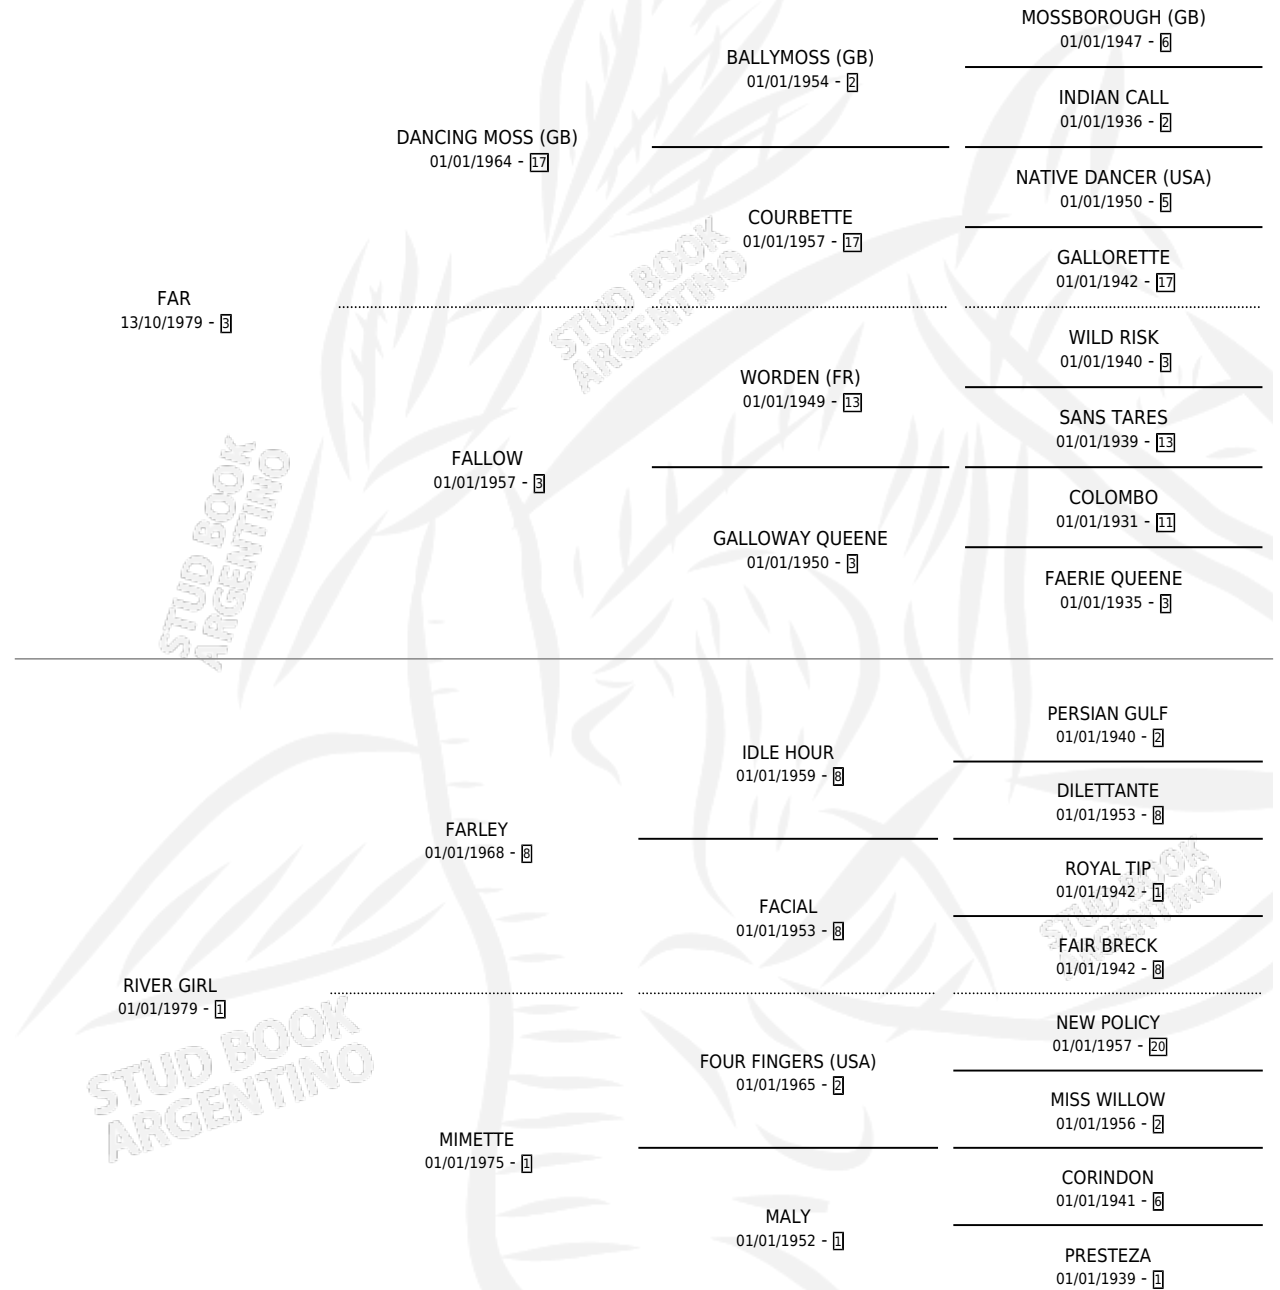 MOSSBOROUGH (GB)
01/01/1947 - 6
BALLYMOSS (GB)
01/01/1954 - 2
INDIAN CALL
01/01/1936 - 2
DANCING MOSS (GB)
01/01/1964 - 17
NATIVE DANCER (USA)
01/01/1950 - 5
COURBETTE
01/01/1957 - 17
GALLORETTE
01/01/1942 - 17
FAR
13/10/1979 - 3
WILD RISK
01/01/1940 - 3
WORDEN (FR)
01/01/1949 - 13
SANS TARES
01/01/1939 - 13
FALLOW
01/01/1957 - 3
COLOMBO
01/01/1931 - 11
GALLOWAY QUEENE
01/01/1950 - 3
FAERIE QUEENE
01/01/1935 - 3
STUD BOOK
ARGENTINO
STUD BOOK
ARGENTINO
PERSIAN GULF
01/01/1940 - 2
IDLE HOUR
01/01/1959 - 8
DILETTANTE
01/01/1953 - 8
FARLEY
01/01/1968 - 8
ROYAL TIP
01/01/1942 - 1
FACIAL
01/01/1953 - 8
FAIR BRECK
01/01/1942 - 8
STUD BOOK
ARGENTINO
RIVER GIRL
01/01/1979 - 1
NEW POLICY
01/01/1957 - 20
FOUR FINGERS (USA)
01/01/1965 - 2
MISS WILLOW
01/01/1956 - 2
STUD BOOK
ARGENTINO
MIMETTE
01/01/1975 - 1
CORINDON
01/01/1941 - 6
MALY
01/01/1952 - 1
PRESTEZA
01/01/1939 - 1